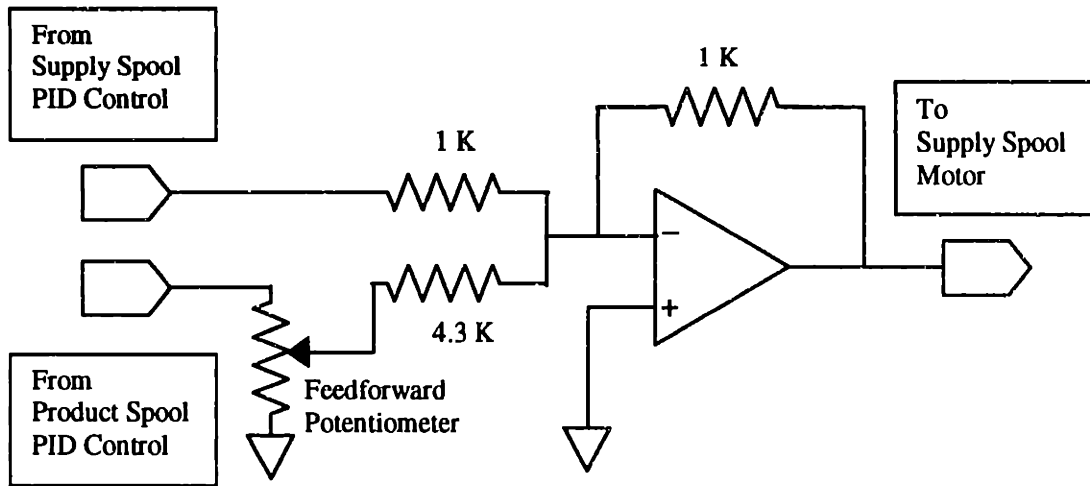 From
Supply Spool
PID Control
1 K
1 K
To
Supply Spool
Motor
−
+
4.3 K
From
Product Spool
PID Control
Feedforward
Potentiometer